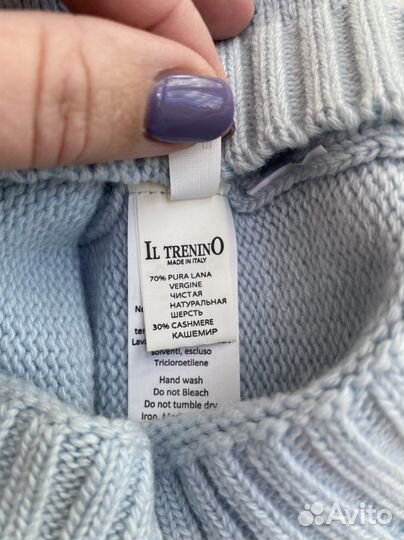 IL TRENINO
MADE IN ITALY
70% PURA LANA
VERGINE
ЧИСТАЯ
НАТУРАЛЬНАЯ
ШЕРСТЬ
30% CASHMERE
КАШЕМИР
solventi, escluso
Tricloroetilene
Hand wash
Do not Bleach
Do not tumble dry
Iron,
Avito